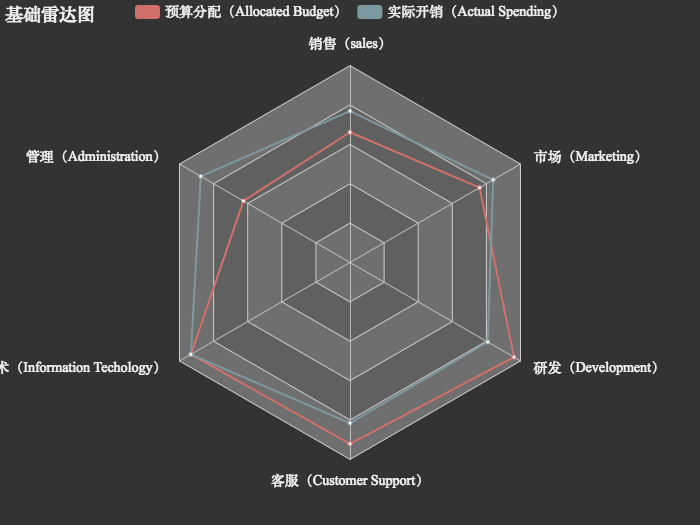 基础雷达图
预算分配（Allocated Budget）
实际开销（Actual Spending）
销售（sales）
管理（Administration）
市场（Marketing）
术（Information Techology）
研发（Development）
客服（Customer Support）